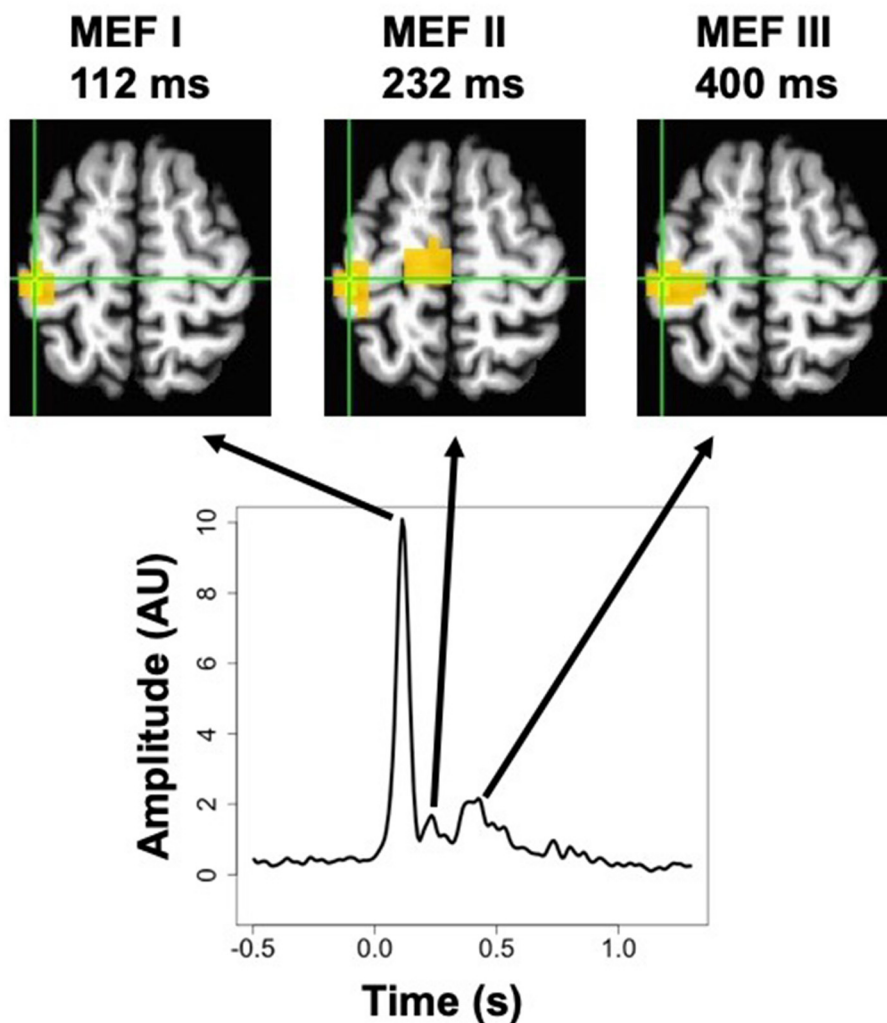 MEF I
112 ms
MEF II
232 ms
MEF III
400 ms
10
8
6
4
2
0
Amplitude (AU)
-0.5
0.0
0.5
1.0
Time (s)